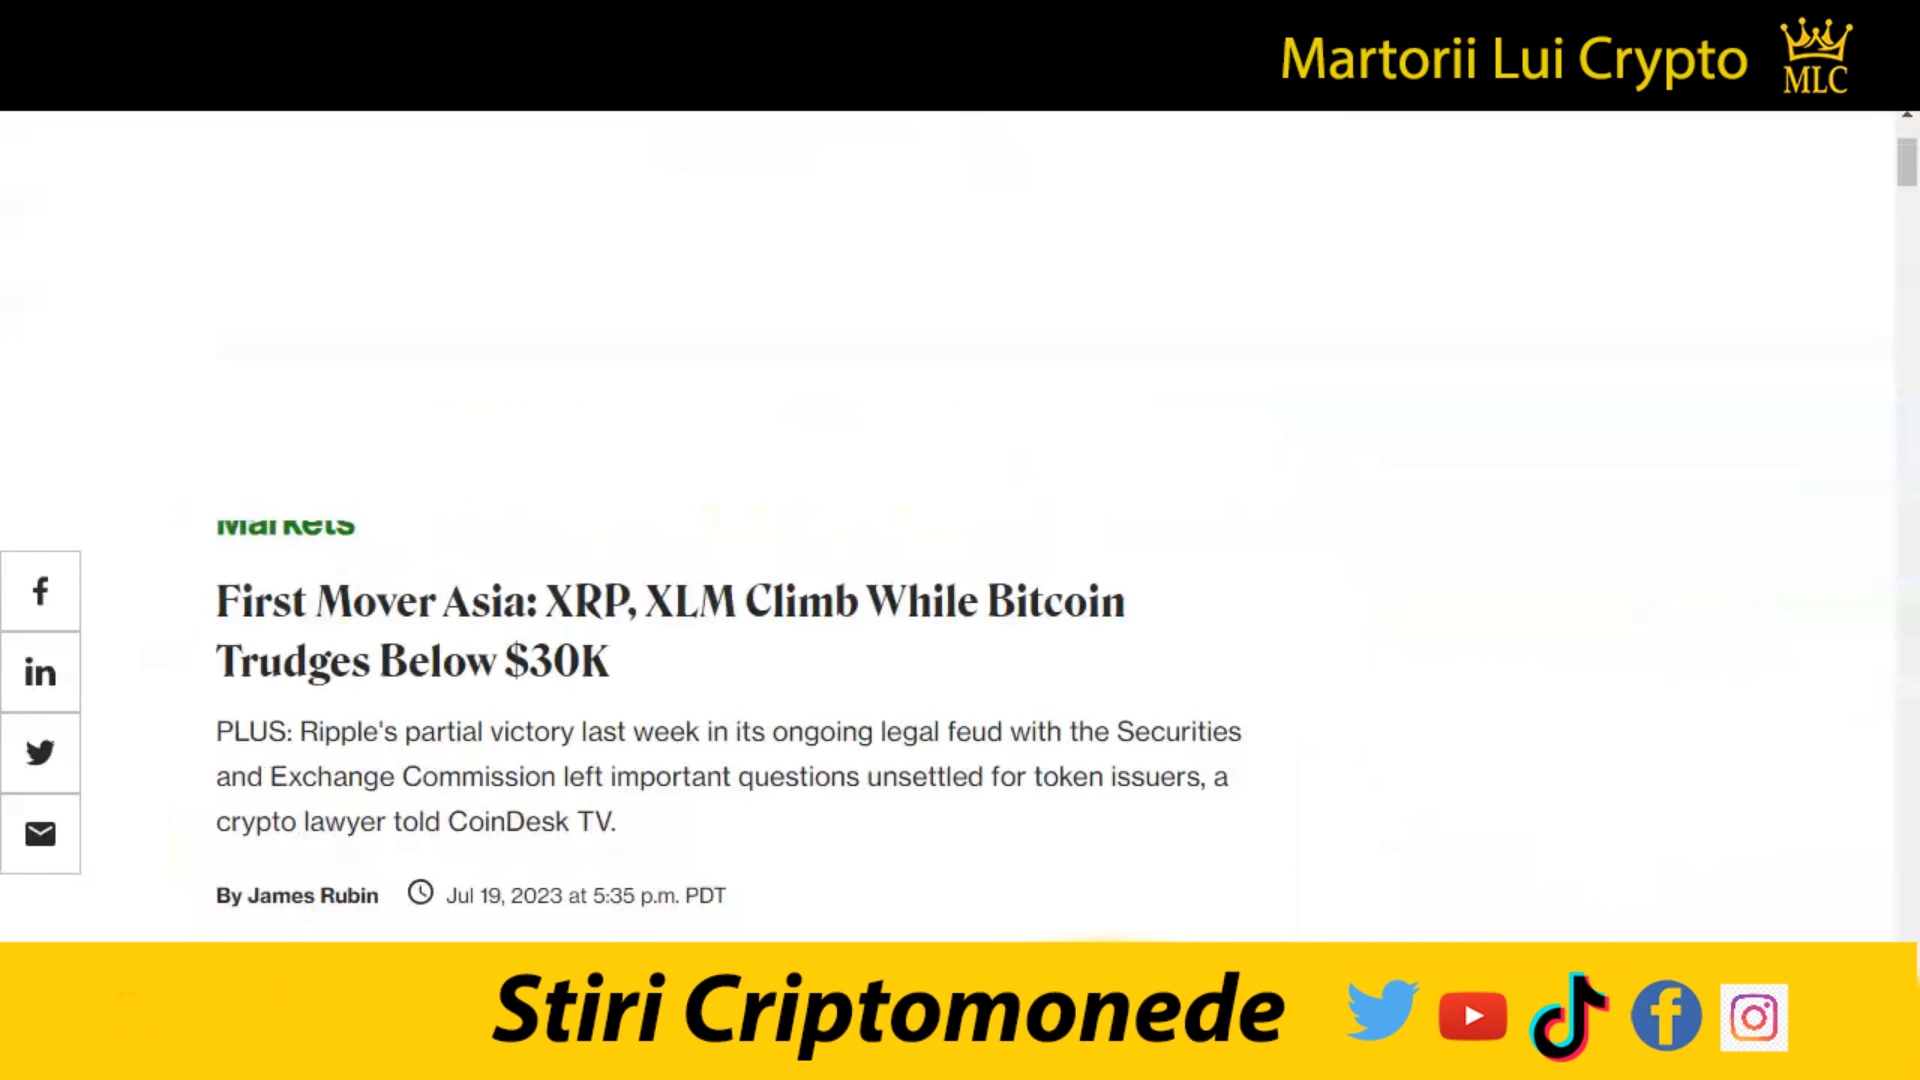 Martorii Lui Crypto
MLC
Markets
First Mover Asia: XRP, XLM Climb While Bitcoin
Trudges Below $30K
PLUS: Ripple's partial victory last week in its ongoing legal feud with the Securities
and Exchange Commission left important questions unsettled for token issuers, a
crypto lawyer told CoinDesk TV.
By James Rubin Jul 19, 2023 at 5:35 p.m. PDT
Stiri Criptomonede